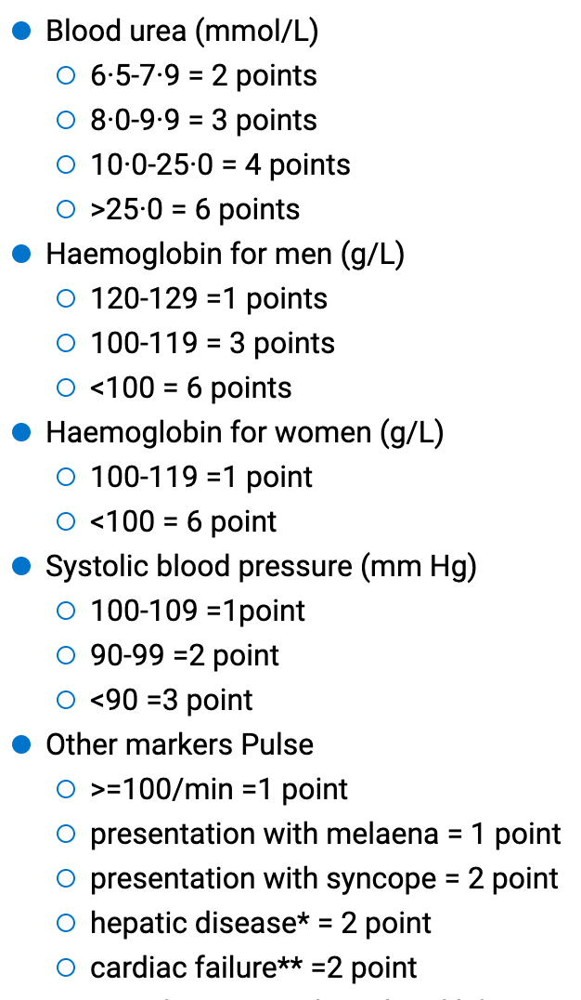 Blood urea (mmol/L)
6·5-7·9 = 2 points
8·0-9·9 = 3 points
10·0-25·0 = 4 points
>25·0 = 6 points
Haemoglobin for men (g/L)
120-129 =1 points
100-119 = 3 points
<100 = 6 points
Haemoglobin for women (g/L)
100-119 =1 point
<100 = 6 point
Systolic blood pressure (mm Hg)
100-109 =1point
90-99 =2 point
<90 =3 point
Other markers Pulse
>=100/min =1 point
presentation with melaena = 1 point
presentation with syncope = 2 point
hepatic disease* = 2 point
cardiac failure** =2 point